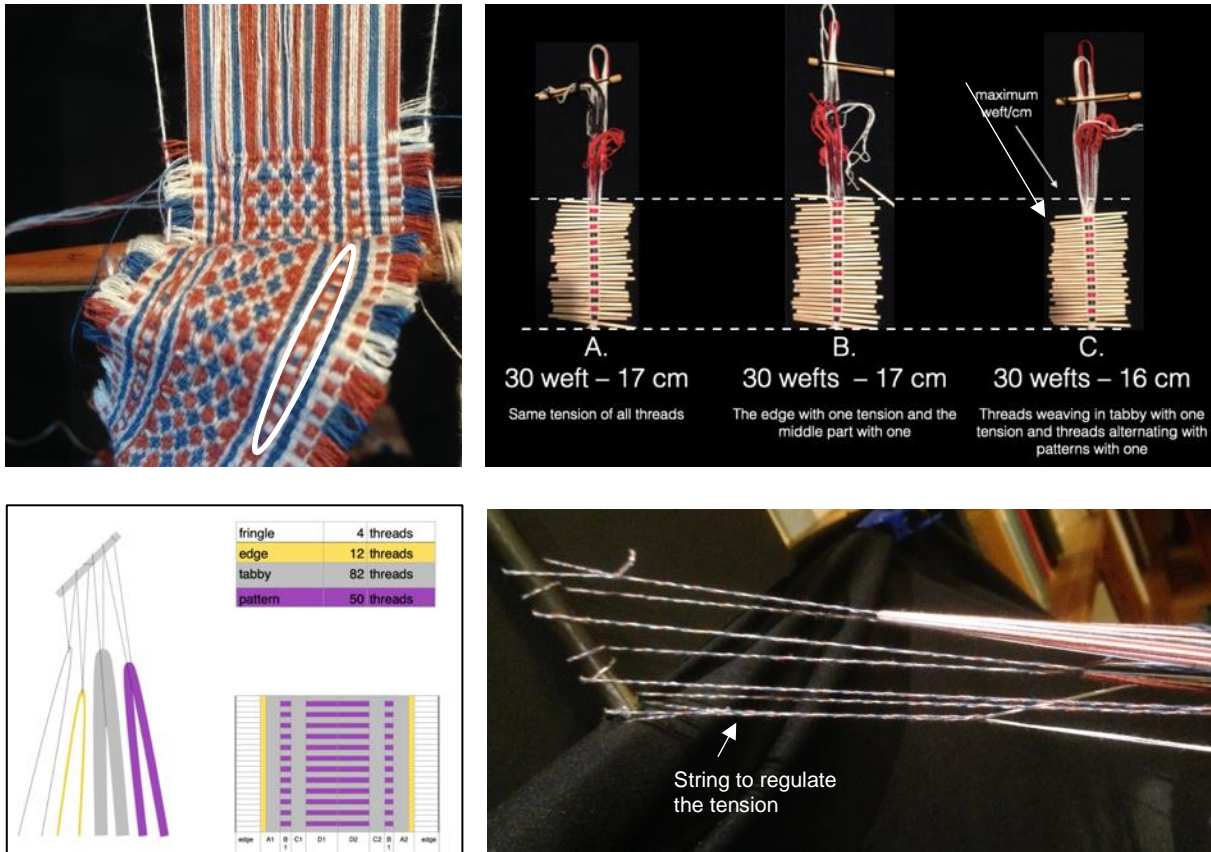 maximum
weft/cm
A.
B.
C.
30 weft – 17 cm
30 wefts – 17 cm
30 wefts – 16 cm
Same tension of all threads
The edge with one tension and the
middle part with one
Threads weaving in tabby with one
tension and threads alternating with
patterns with one
fringle 4 threads
edge 12 threads
tabby 82 threads
pattern 50 threads
edge A1 B1 C1 D1 D2 C2 B1 A2 edge
String to regulate
the tension